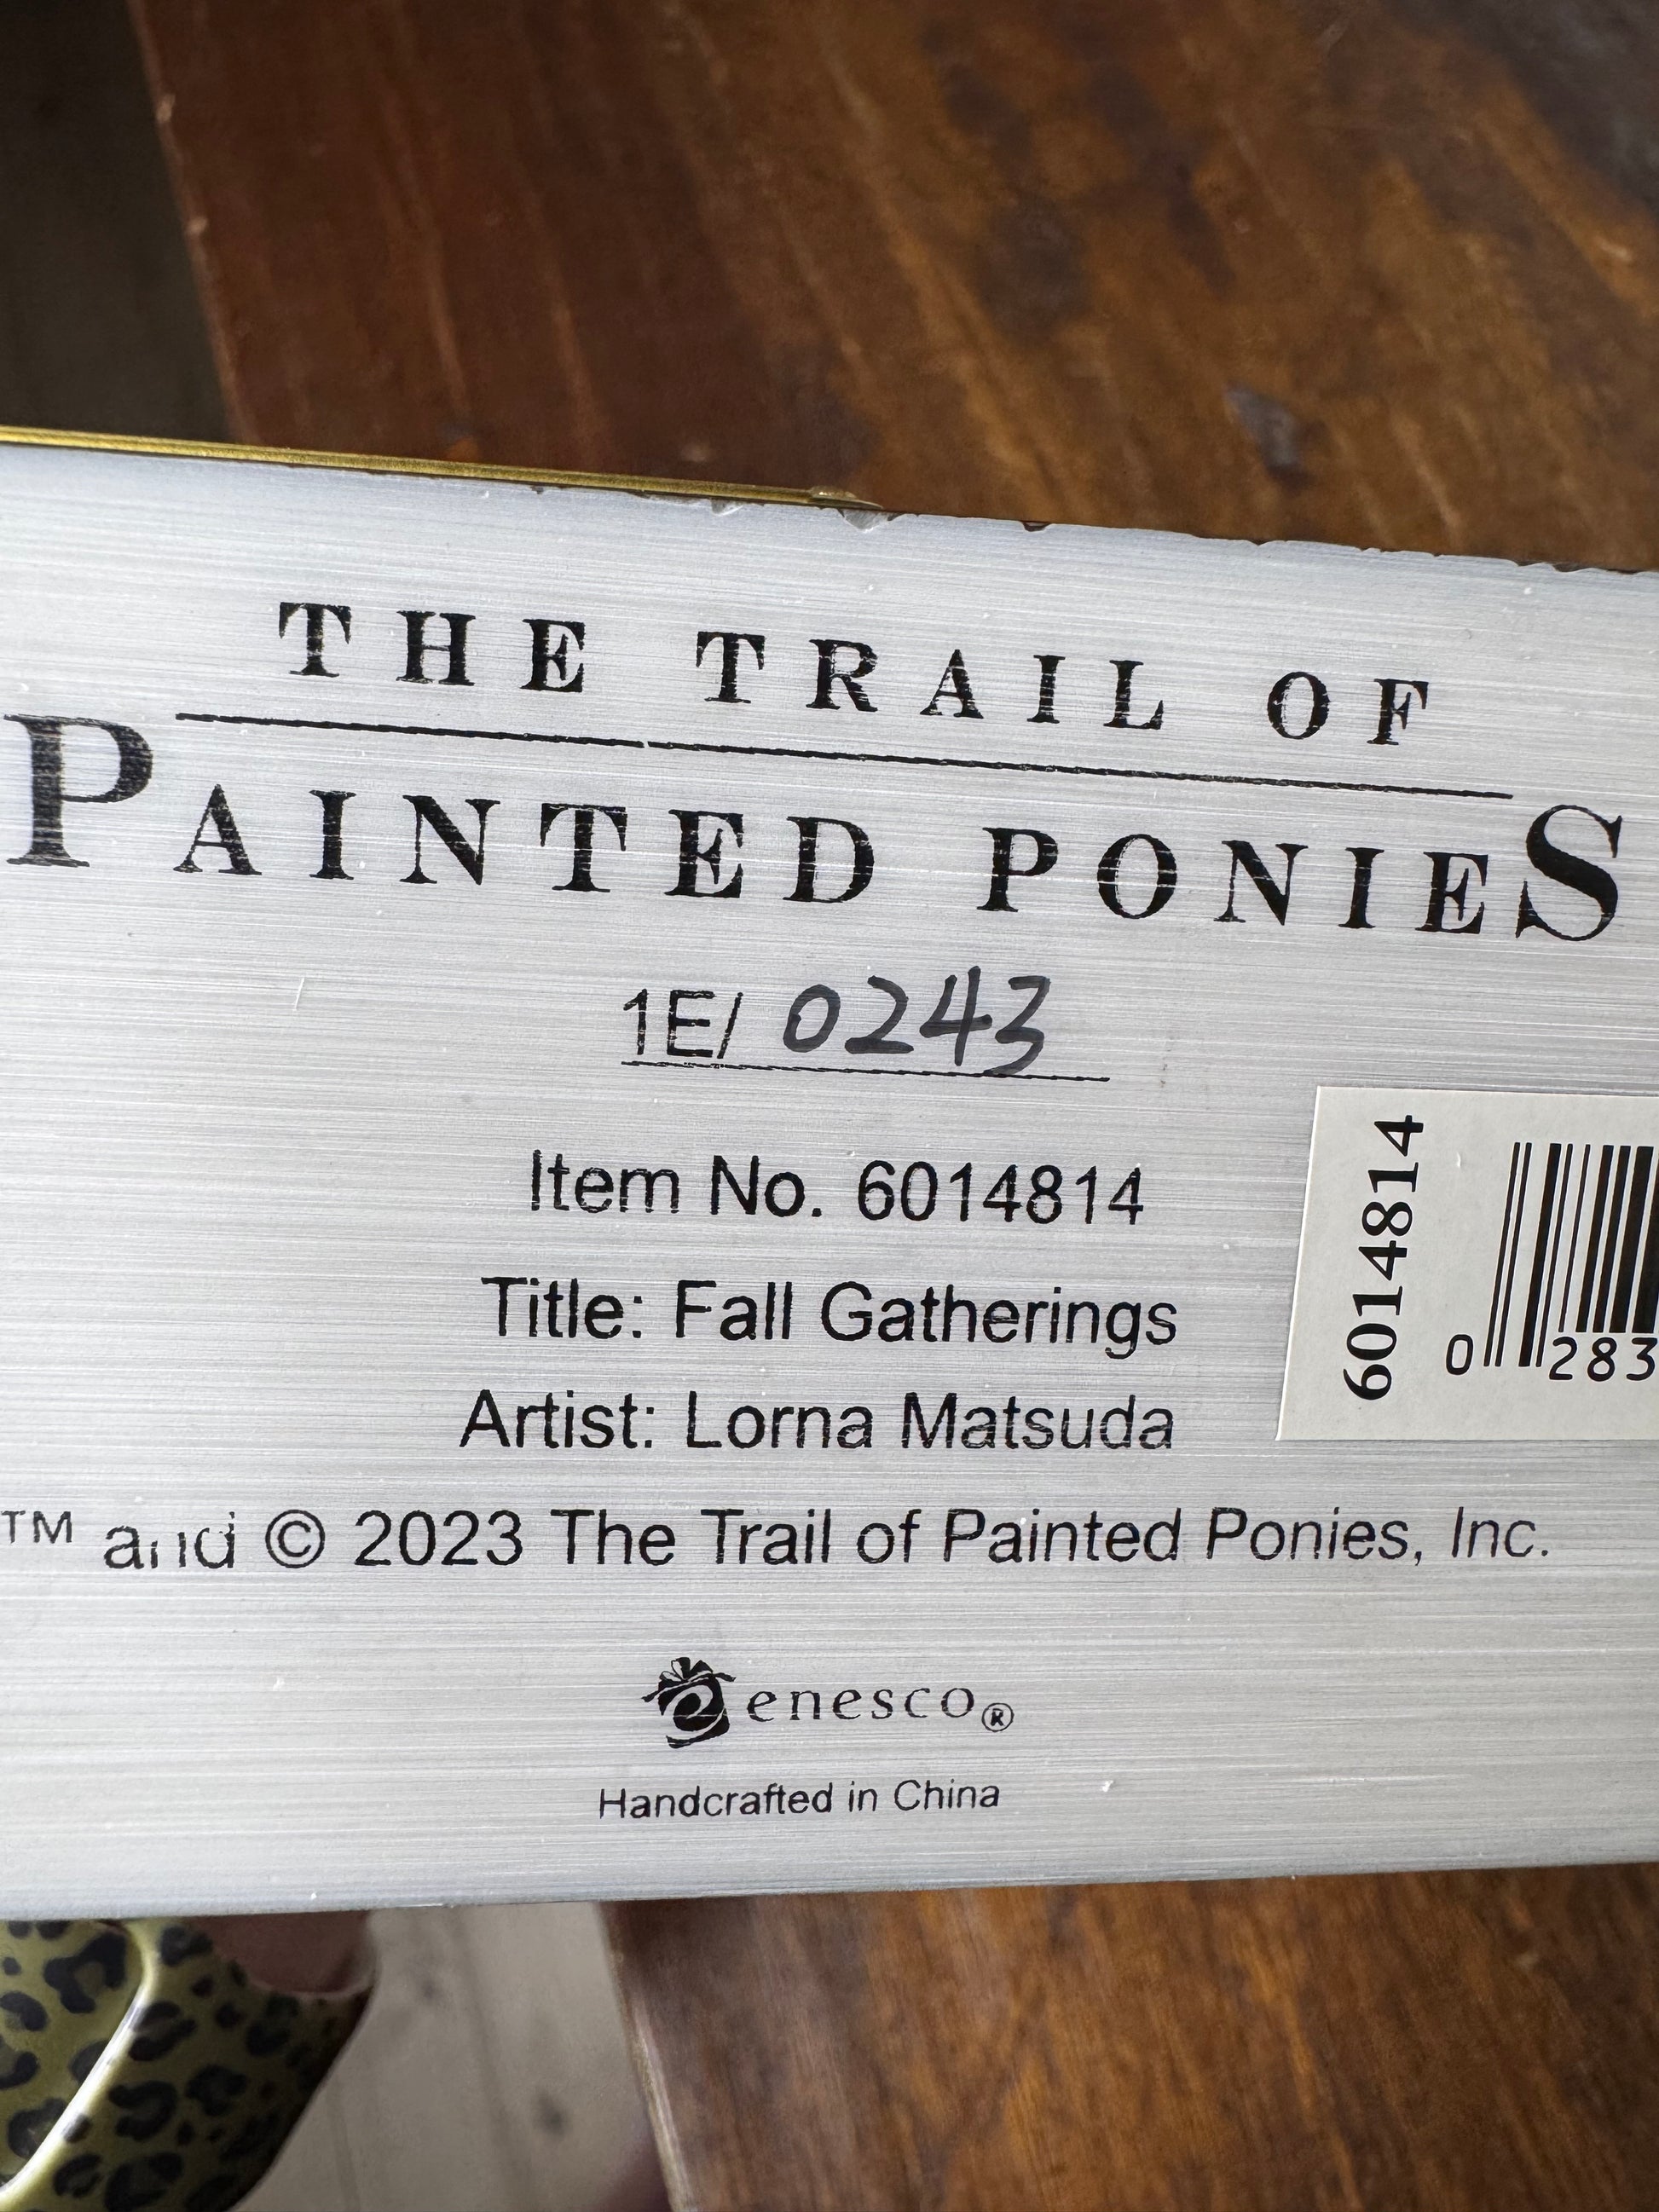 THE TRAIL OF
PAINTED PONIES
1E/ 0243
Item No. 6014814
Title: Fall Gatherings
Artist: Lorna Matsuda
™ and © 2023 The Trail of Painted Ponies, Inc.
enesco®
Handcrafted in China
6014814
0 283